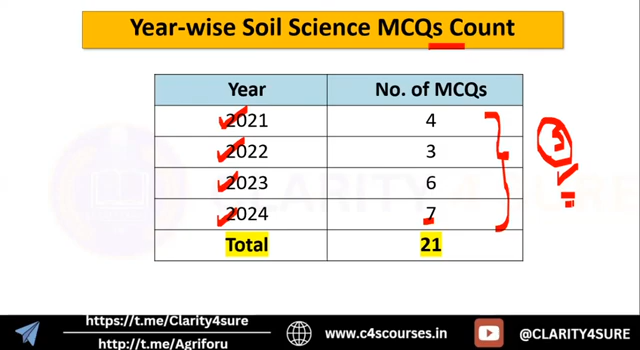 Year-wise Soil Science MCQs Count
Year No. of MCQs
2021 4
2022 3
2023 6
2024 7
Total 21
CLARITY4SURE
https://t.me/Clarity4sure
http://t.me/Agriforu
www.c4scourses.in
@CLARITY4SURE